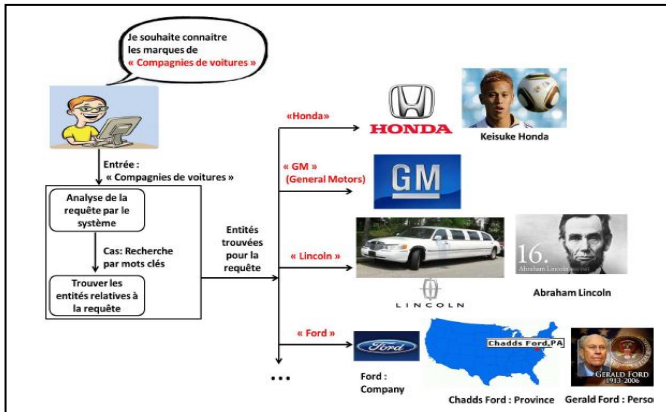 Je souhaite connaitre
les marques de
« Compagnies de voitures »
Entrée :
« Compagnies de voitures »
Analyse de la
requête par le
système
Cas: Recherche
par mots clés
Trouver les
entités relatives à
la requête
Entités
trouvées
pour la
requête
«Honda»
HONDA
Keisuke Honda
« GM »
(General Motors)
GM
« Lincoln »
LINCOLN
16.
Abraham Lincoln
Abraham Lincoln
« Ford »
Ford
Ford :
Company
Chadds Ford,PA
Chadds Ford : Province
GERALD FORD
1913-2006
Gerald Ford : Perso
...